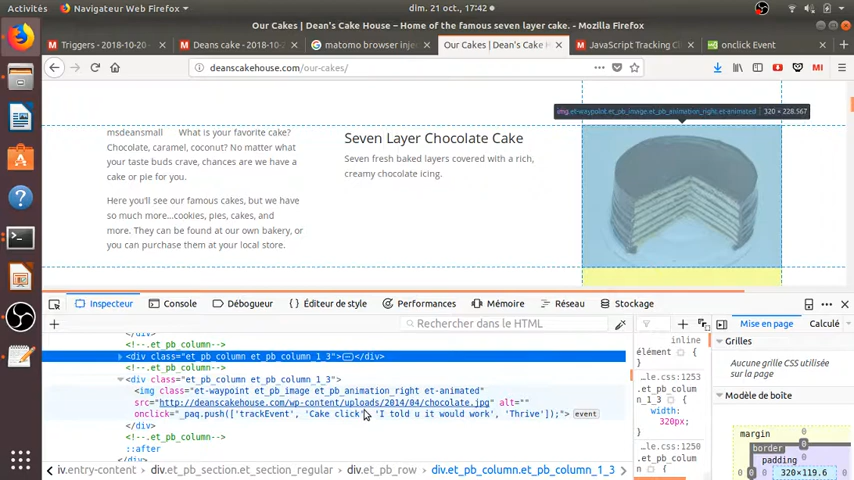 Activités
Navigateur Web Firefox
dim. 21 oct., 17:42
Our Cakes | Dean's Cake House – Home of the famous seven layer cake. - Mozilla Firefox
Triggers - 2018-10-20 -
Deans cake - 2018-10-2
matomo browser inje
Our Cakes | Dean's Cake H
JavaScript Tracking Cl
onclick Event
deanscakehouse.com/our-cakes/
img.et-waypoint.et_pb_image.et_pb_animation_right.et-animated | 320 × 228.567
msdeansmall What is your favorite cake?
Chocolate, caramel, coconut? No matter what
your taste buds crave, chances are we have a
cake or pie for you.
Here you'll see our famous cakes, but we have
so much more...cookies, pies, cakes, and
more. They can be found at our own bakery, or
you can purchase them at your local store.
Seven Layer Chocolate Cake
Seven fresh baked layers covered with a rich,
creamy chocolate icing.
Inspecteur
Console
Débogueur
Éditeur de style
Performances
Mémoire
Réseau
Stockage
Rechercher dans le HTML
</div>
<!--.et_pb_column-->
<div class="et_pb_column et_pb_column_1_3"></div>
<!--.et_pb_column-->
<div class="et_pb_column et_pb_column_1_3">
<img class="et-waypoint et_pb_image et_pb_animation_right et-animated"
src="http://deanscakehouse.com/wp-content/uploads/2014/04/chocolate.jpg" alt=""
onclick="_paq.push(['trackEvent', 'Cake click', 'I told u it would work', 'Thrive']);"> event
</div>
<!--.et_pb_column-->
::after
iv.entry-content
div.et_pb_section.et_section_regular
div.et_pb_row
div.et_pb_column.et_pb_column_1_3
inline
élément {
}
le.css:1253
.et_pb_colum
n_1_3 {
width:
320px;
}
le.css:1250
.et_pb_colum
Mise en page
Calculé
Grilles
Aucune grille CSS utilisée
sur la page
Modèle de boîte
margin
0
border
0
padding
0
0
320×119.6